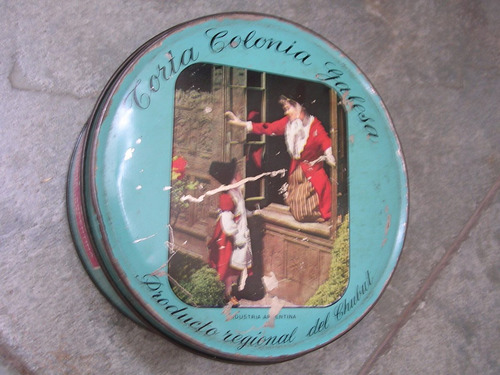 Torta Colonia Galesa
INDUSTRIA ARGENTINA
Producto regional del Chubut